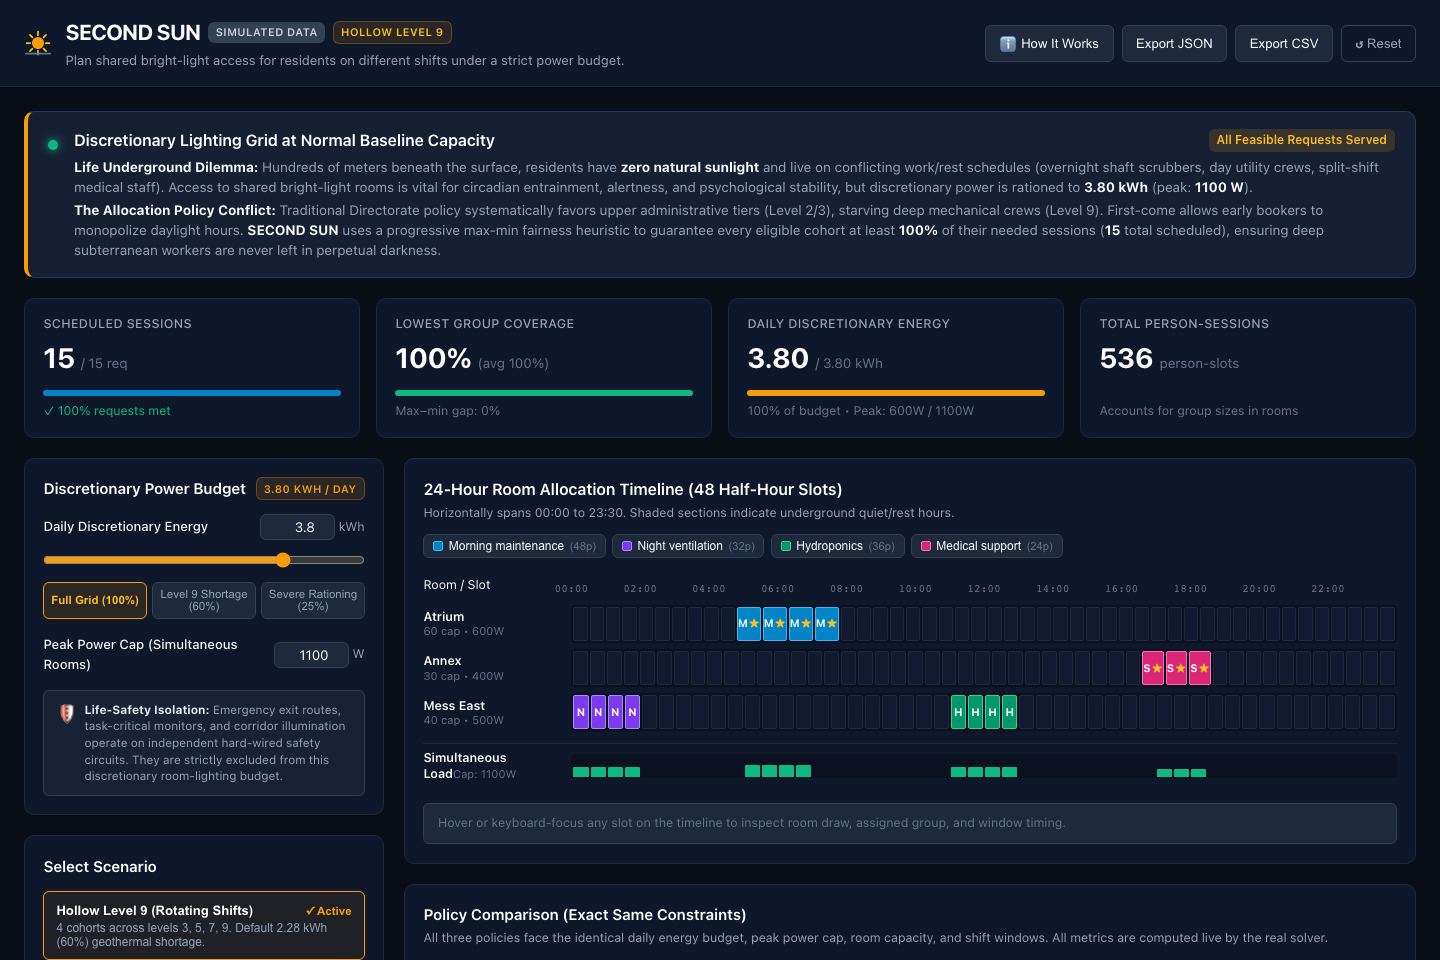 SECOND SUN SIMULATED DATA HOLLOW LEVEL 9
Plan shared bright-light access for residents on different shifts under a strict power budget.
How It Works
Export JSON
Export CSV
↺ Reset
Discretionary Lighting Grid at Normal Baseline Capacity
All Feasible Requests Served
Life Underground Dilemma: Hundreds of meters beneath the surface, residents have zero natural sunlight and live on conflicting work/rest schedules (overnight shaft scrubbers, day utility crews, split-shift
medical staff). Access to shared bright-light rooms is vital for circadian entrainment, alertness, and psychological stability, but discretionary power is rationed to 3.80 kWh (peak: 1100 W).
The Allocation Policy Conflict: Traditional Directorate policy systematically favors upper administrative tiers (Level 2/3), starving deep mechanical crews (Level 9). First-come allows early bookers to
monopolize daylight hours. SECOND SUN uses a progressive max-min fairness heuristic to guarantee every eligible cohort at least 100% of their needed sessions (15 total scheduled), ensuring deep
subterranean workers are never left in perpetual darkness.
SCHEDULED SESSIONS
15 / 15 req
✓ 100% requests met
LOWEST GROUP COVERAGE
100% (avg 100%)
Max–min gap: 0%
DAILY DISCRETIONARY ENERGY
3.80 / 3.80 kWh
100% of budget • Peak: 600W / 1100W
TOTAL PERSON-SESSIONS
536 person-slots
Accounts for group sizes in rooms
Discretionary Power Budget 3.80 KWH / DAY
Daily Discretionary Energy 3.8 kWh
Full Grid (100%)
Level 9 Shortage
(60%)
Severe Rationing
(25%)
Peak Power Cap (Simultaneous
Rooms)
1100 W
Life-Safety Isolation: Emergency exit routes,
task-critical monitors, and corridor illumination
operate on independent hard-wired safety
circuits. They are strictly excluded from this
discretionary room-lighting budget.
Select Scenario
Hollow Level 9 (Rotating Shifts) ✓ Active
4 cohorts across levels 3, 5, 7, 9. Default 2.28 kWh
(60%) geothermal shortage.
24-Hour Room Allocation Timeline (48 Half-Hour Slots)
Horizontally spans 00:00 to 23:30. Shaded sections indicate underground quiet/rest hours.
Morning maintenance (48p)
Night ventilation (32p)
Hydroponics (36p)
Medical support (24p)
Room / Slot 00:00 02:00 04:00 06:00 08:00 10:00 12:00 14:00 16:00 18:00 20:00 22:00
Atrium
60 cap • 600W
M★ M★ M★ M★
Annex
30 cap • 400W
S★ S★ S★
Mess East
40 cap • 500W
N N N N H H H H
Simultaneous
LoadCap: 1100W
Hover or keyboard-focus any slot on the timeline to inspect room draw, assigned group, and window timing.
Policy Comparison (Exact Same Constraints)
All three policies face the identical daily energy budget, peak power cap, room capacity, and shift windows. All metrics are computed live by the real solver.